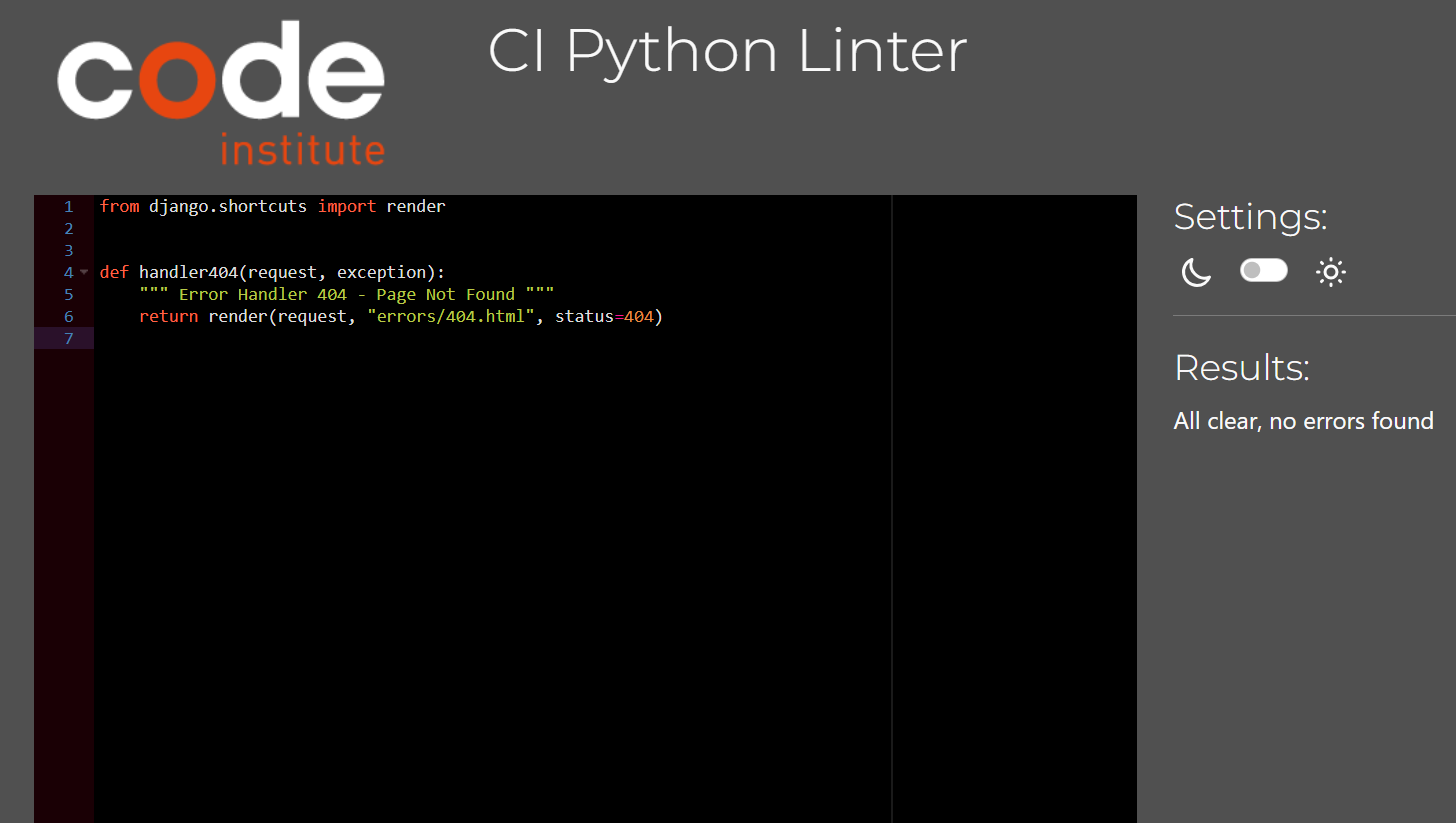 code
institute
CI Python Linter
1 from django.shortcuts import render
2
3
4 def handler404(request, exception):
5     """ Error Handler 404 - Page Not Found """
6     return render(request, "errors/404.html", status=404)
7
Settings:
Results:
All clear, no errors found